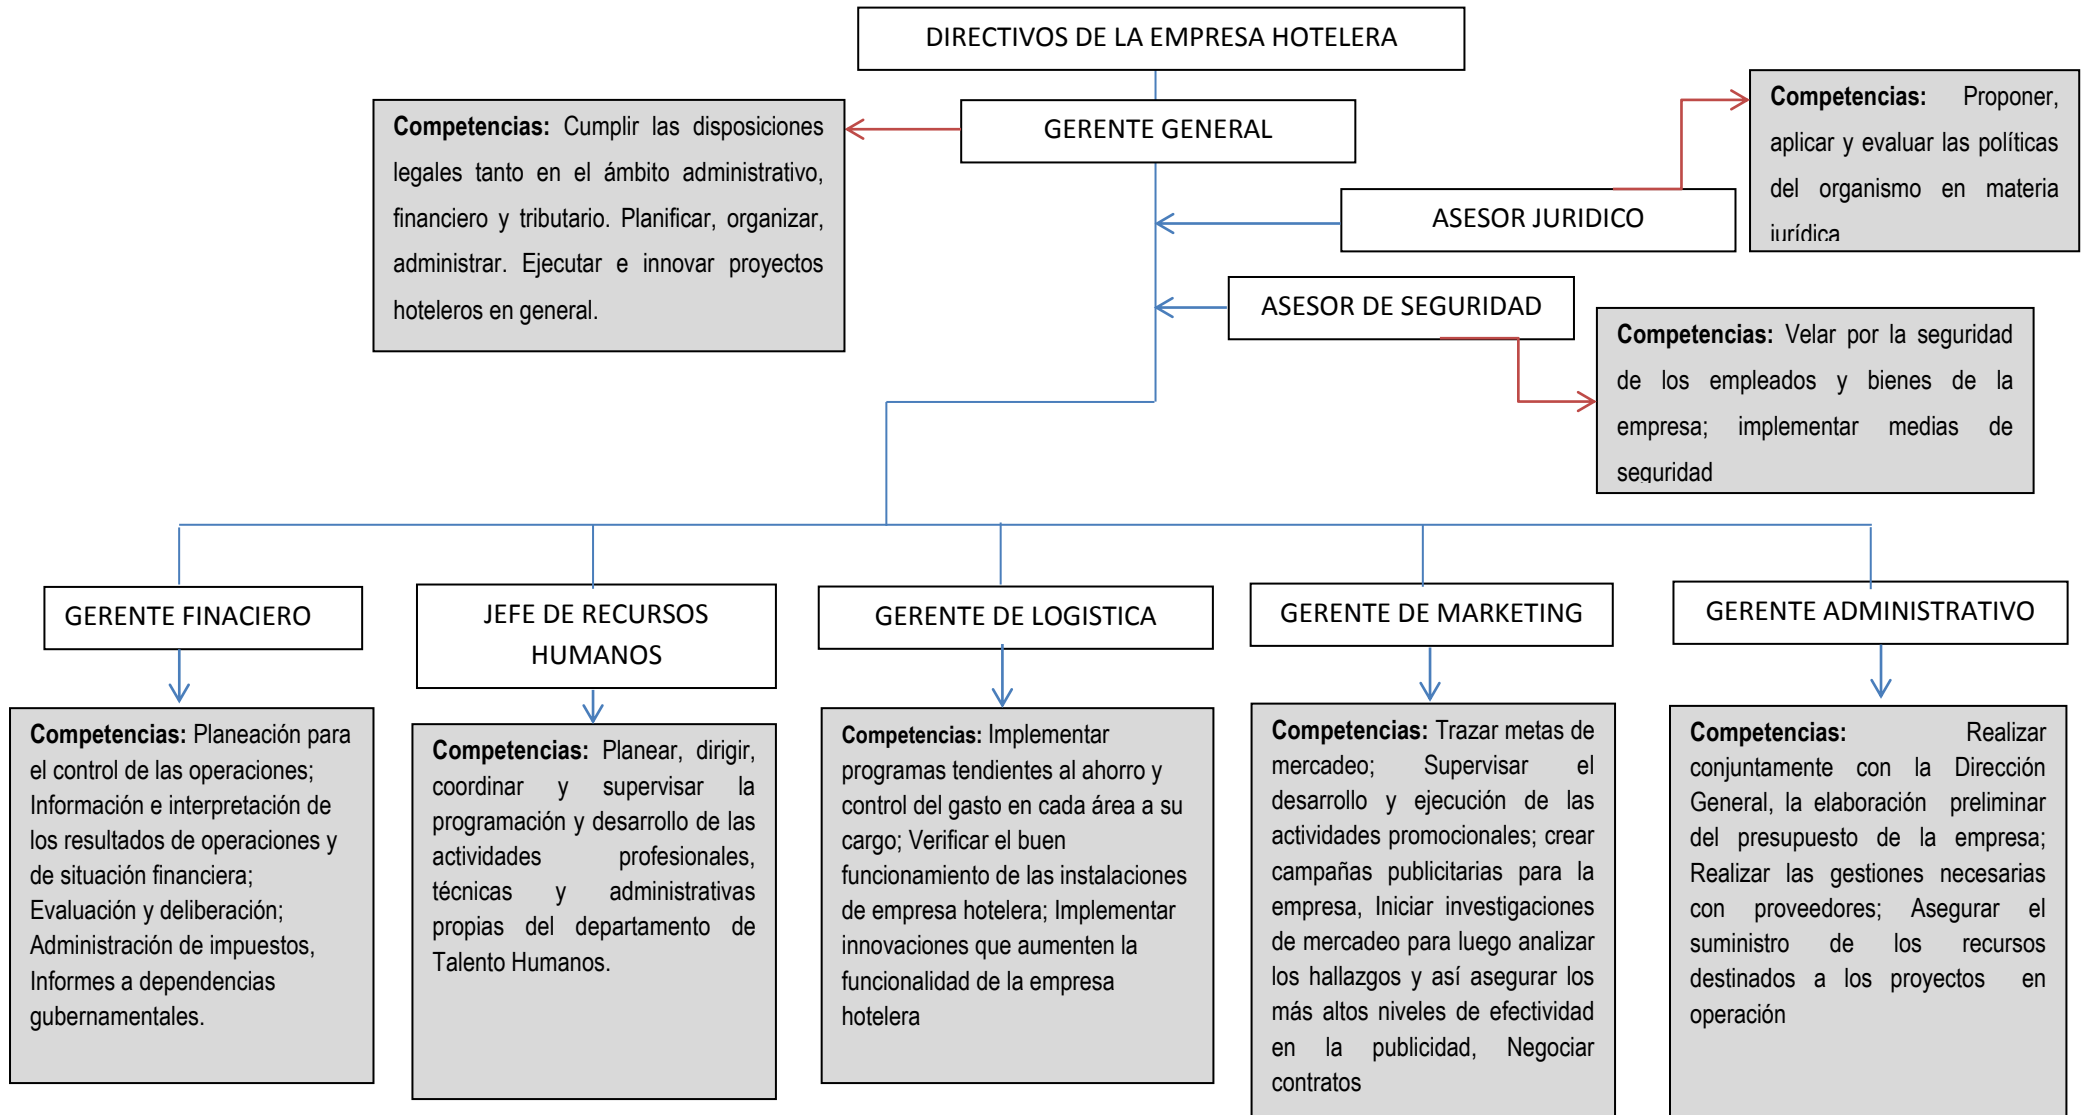 DIRECTIVOS DE LA EMPRESA HOTELERA
GERENTE GENERAL
Competencias: Cumplir las disposiciones
legales tanto en el ámbito administrativo,
financiero y tributario. Planificar, organizar,
administrar. Ejecutar e innovar proyectos
hoteleros en general.
ASESOR JURIDICO
Competencias: Proponer,
aplicar y evaluar las políticas
del organismo en materia
jurídica
ASESOR DE SEGURIDAD
Competencias: Velar por la seguridad
de los empleados y bienes de la
empresa; implementar medias de
seguridad
GERENTE FINACIERO
Competencias: Planeación para
el control de las operaciones;
Información e interpretación de
los resultados de operaciones y
de situación financiera;
Evaluación y deliberación;
Administración de impuestos,
Informes a dependencias
gubernamentales.
JEFE DE RECURSOS
HUMANOS
Competencias: Planear, dirigir,
coordinar y supervisar la
programación y desarrollo de las
actividades profesionales,
técnicas y administrativas
propias del departamento de
Talento Humanos.
GERENTE DE LOGISTICA
Competencias: Implementar
programas tendientes al ahorro y
control del gasto en cada área a su
cargo; Verificar el buen
funcionamiento de las instalaciones
de empresa hotelera; Implementar
innovaciones que aumenten la
funcionalidad de la empresa
hotelera
GERENTE DE MARKETING
Competencias: Trazar metas de
mercadeo; Supervisar el
desarrollo y ejecución de las
actividades promocionales; crear
campañas publicitarias para la
empresa, Iniciar investigaciones
de mercadeo para luego analizar
los hallazgos y así asegurar los
más altos niveles de efectividad
en la publicidad, Negociar
contratos
GERENTE ADMINISTRATIVO
Competencias: Realizar
conjuntamente con la Dirección
General, la elaboración preliminar
del presupuesto de la empresa;
Realizar las gestiones necesarias
con proveedores; Asegurar el
suministro de los recursos
destinados a los proyectos en
operación